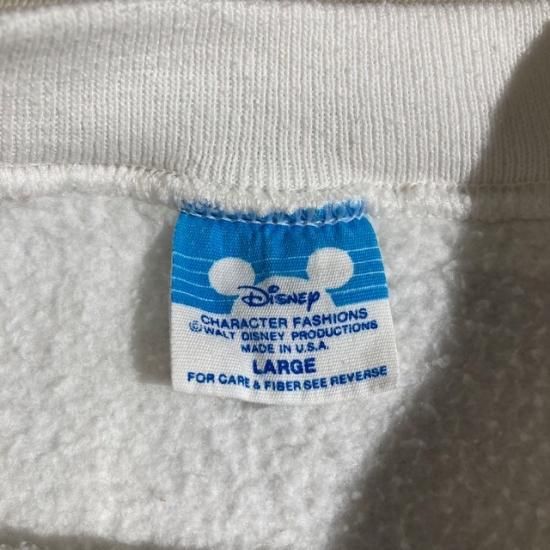 Disney
CHARACTER FASHIONS
© WALT DISNEY PRODUCTIONS
MADE IN U.S.A.
LARGE
FOR CARE & FIBER SEE REVERSE